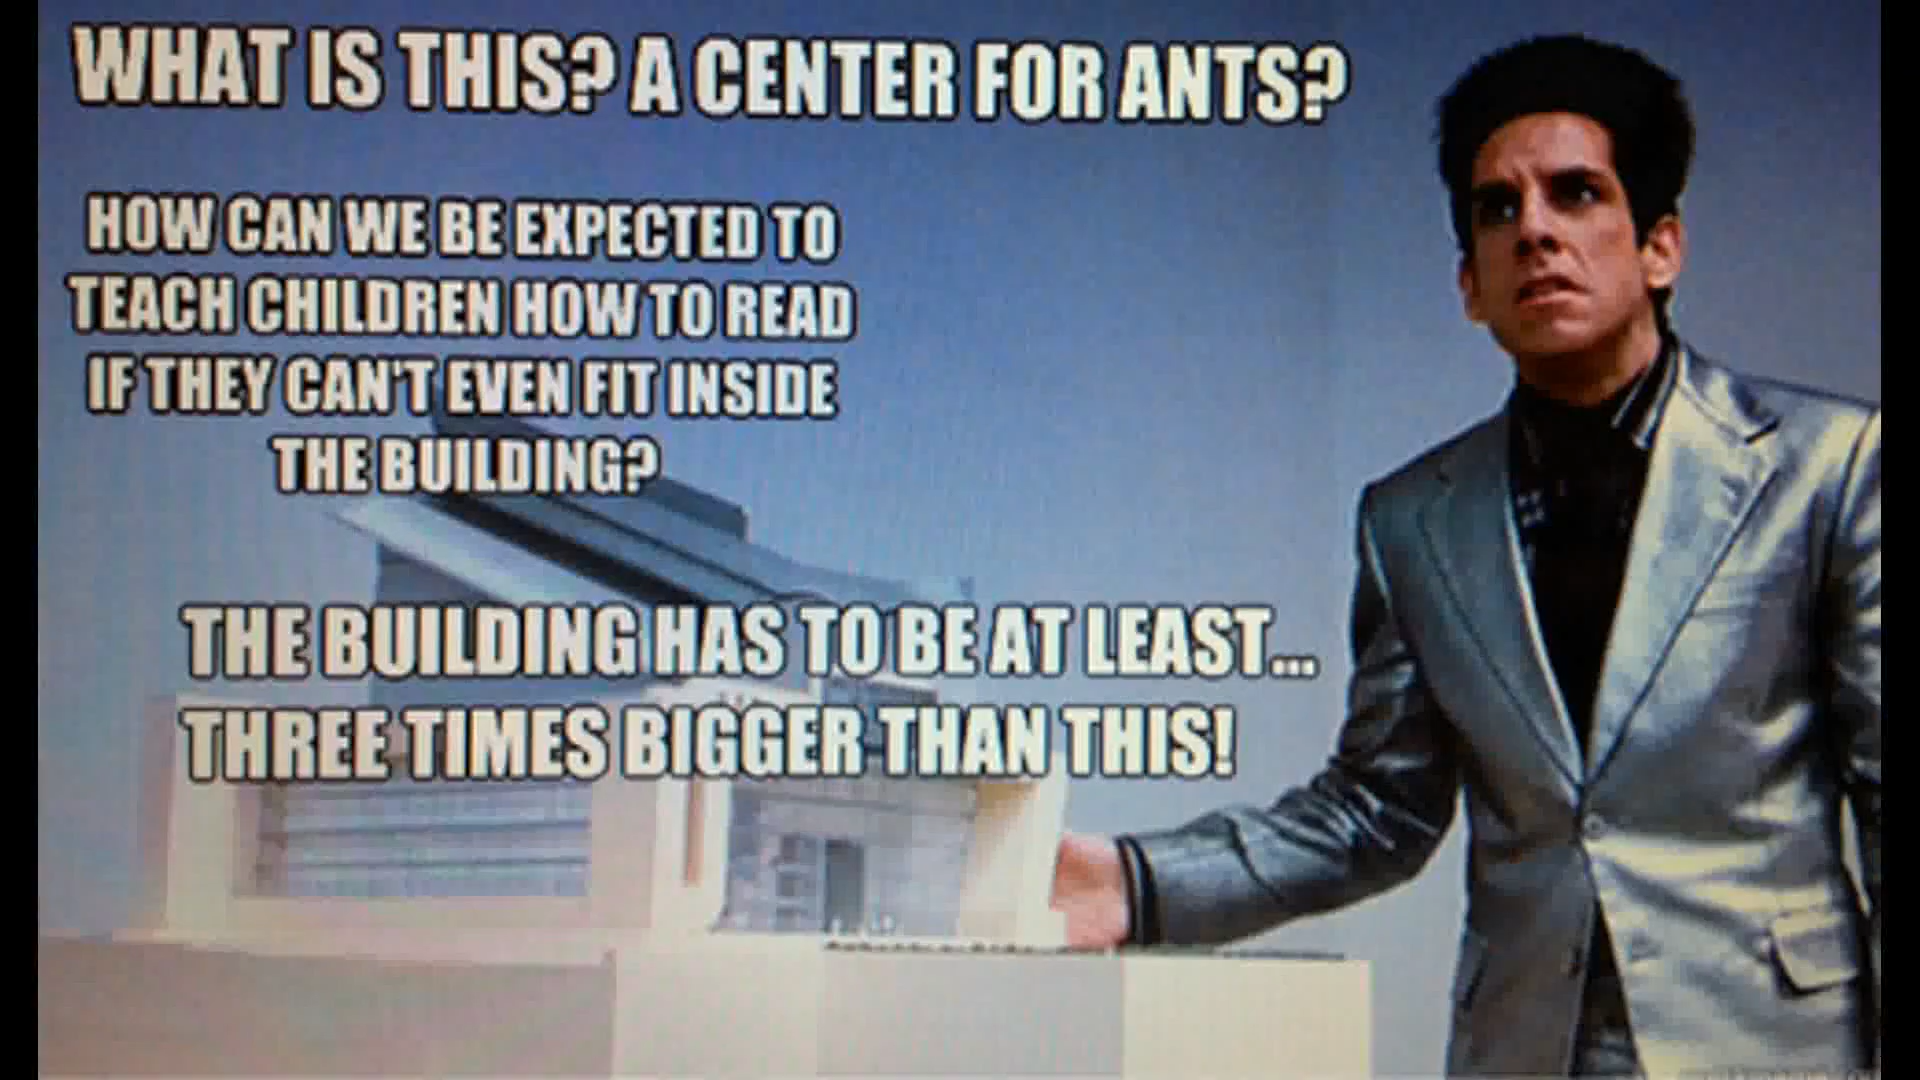 WHAT IS THIS? A CENTER FOR ANTS?
HOW CAN WE BE EXPECTED TO
TEACH CHILDREN HOW TO READ
IF THEY CAN'T EVEN FIT INSIDE
THE BUILDING?
THE BUILDING HAS TO BE AT LEAST...
THREE TIMES BIGGER THAN THIS!